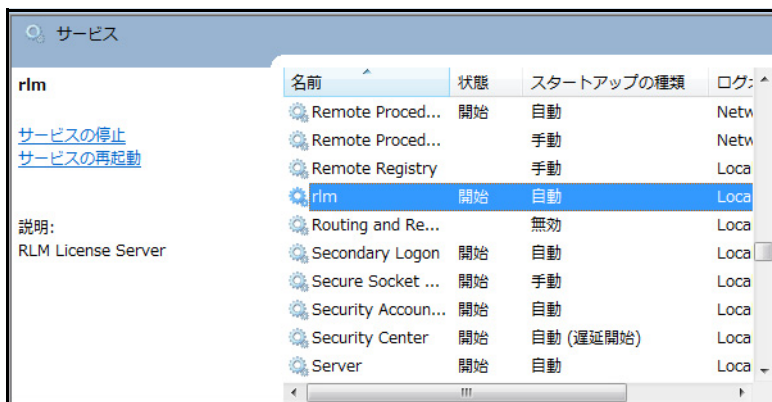 サービス
rlm
サービスの停止
サービスの再起動
説明:
RLM License Server
名前 状態 スタートアップの種類 ログ:
Remote Proced... 開始 自動 Netw
Remote Proced... 手動 Netw
Remote Registry 手動 Loca
rlm 開始 自動 Loca
Routing and Re... 無効 Loca
Secondary Logon 開始 自動 Loca
Secure Socket ... 開始 手動 Loca
Security Accoun... 開始 自動 Loca
Security Center 開始 自動 (遅延開始) Loca
Server 開始 自動 Loca